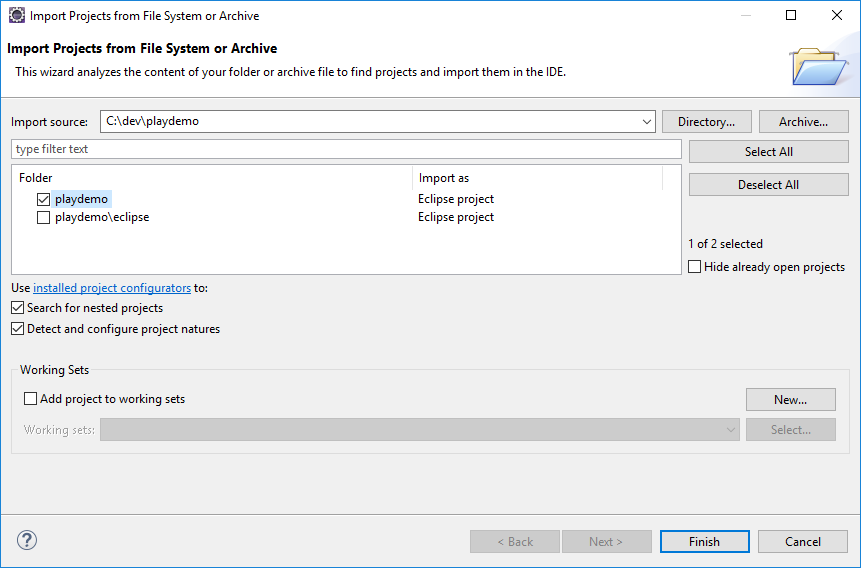 Import Projects from File System or Archive
Import Projects from File System or Archive
This wizard analyzes the content of your folder or archive file to find projects and import them in the IDE.
Import source: C:\dev\playdemo Directory... Archive...
type filter text Select All
Folder Import as Deselect All
playdemo Eclipse project
playdemo\eclipse Eclipse project
1 of 2 selected
Hide already open projects
Use installed project configurators to:
Search for nested projects
Detect and configure project natures
Working Sets
Add project to working sets New...
Working sets: Select...
? < Back Next > Finish Cancel